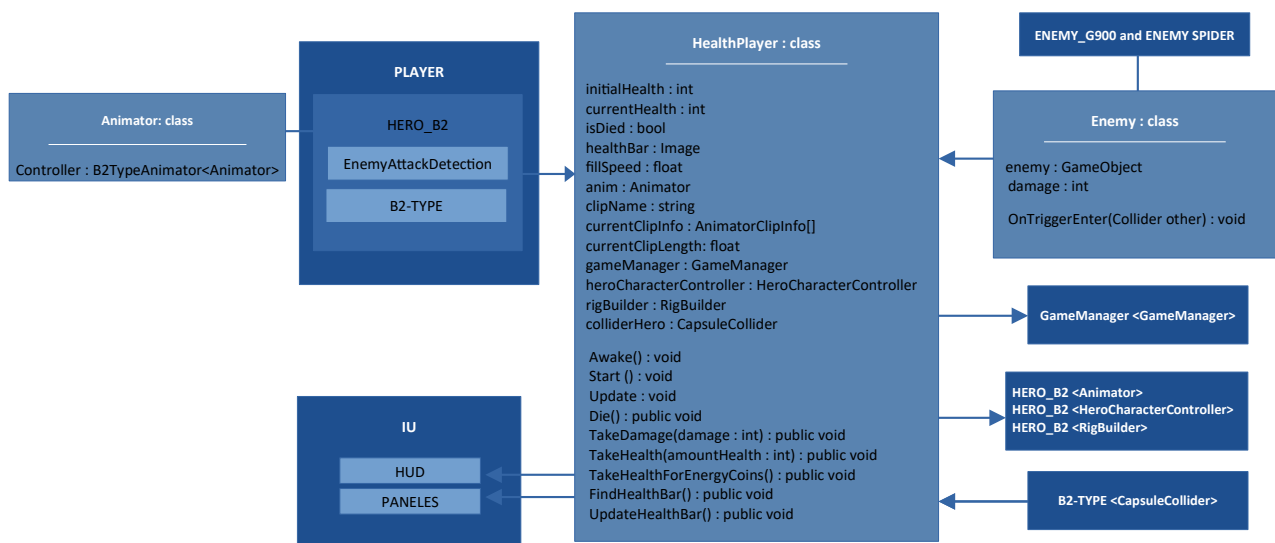 Animator: class
Controller : B2TypeAnimator<Animator>
PLAYER
HERO_B2
EnemyAttackDetection
B2-TYPE
IU
HUD
PANELES
HealthPlayer : class
initialHealth : int
currentHealth : int
isDied : bool
healthBar : Image
fillSpeed : float
anim : Animator
clipName : string
currentClipInfo : AnimatorClipInfo[]
currentClipLength: float
gameManager : GameManager
heroCharacterController : HeroCharacterController
rigBuilder : RigBuilder
colliderHero : CapsuleCollider
Awake() : void
Start () : void
Update : void
Die() : public void
TakeDamage(damage : int) : public void
TakeHealth(amountHealth : int) : public void
TakeHealthForEnergyCoins() : public void
FindHealthBar() : public void
UpdateHealthBar() : public void
ENEMY_G900 and ENEMY SPIDER
Enemy : class
enemy : GameObject
damage : int
OnTriggerEnter(Collider other) : void
GameManager <GameManager>
HERO_B2 <Animator>
HERO_B2 <HeroCharacterController>
HERO_B2 <RigBuilder>
B2-TYPE <CapsuleCollider>